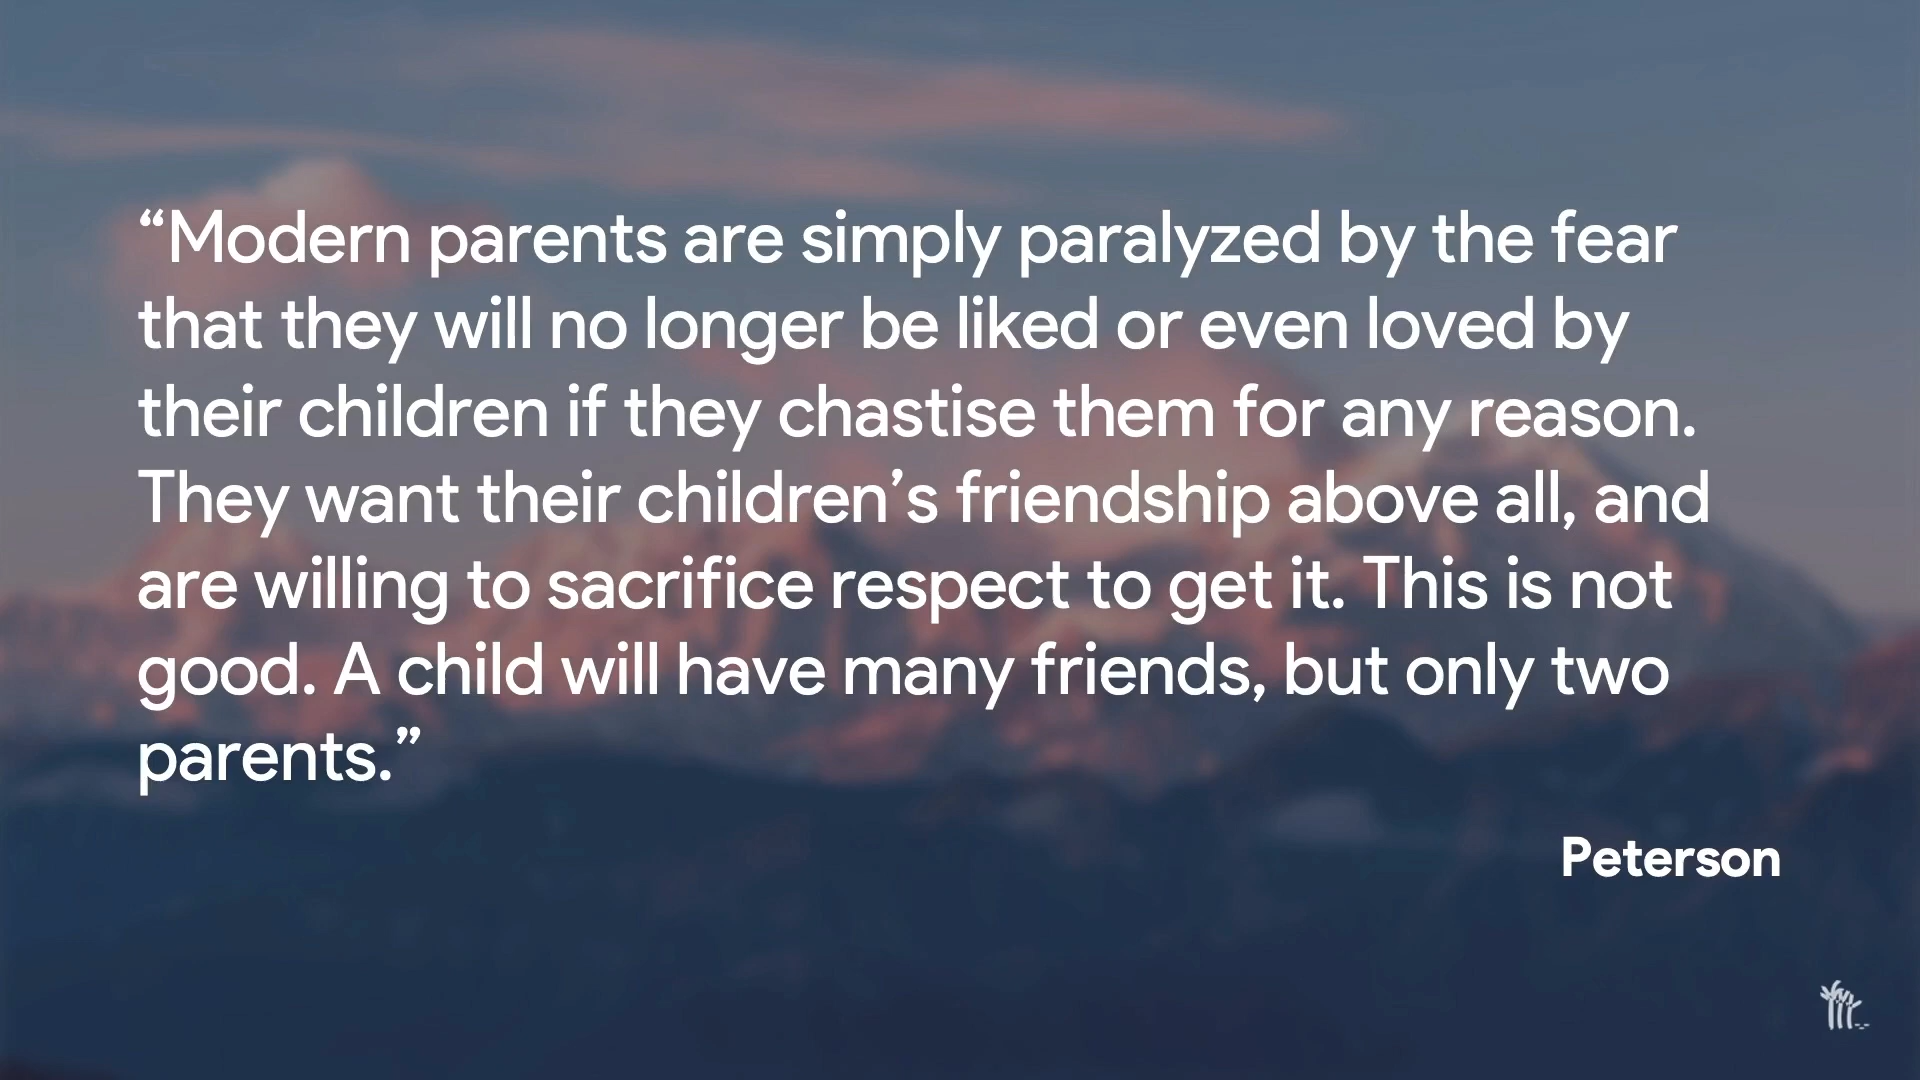 “Modern parents are simply paralyzed by the fear
that they will no longer be liked or even loved by
their children if they chastise them for any reason.
They want their children’s friendship above all, and
are willing to sacrifice respect to get it. This is not
good. A child will have many friends, but only two
parents.”
Peterson